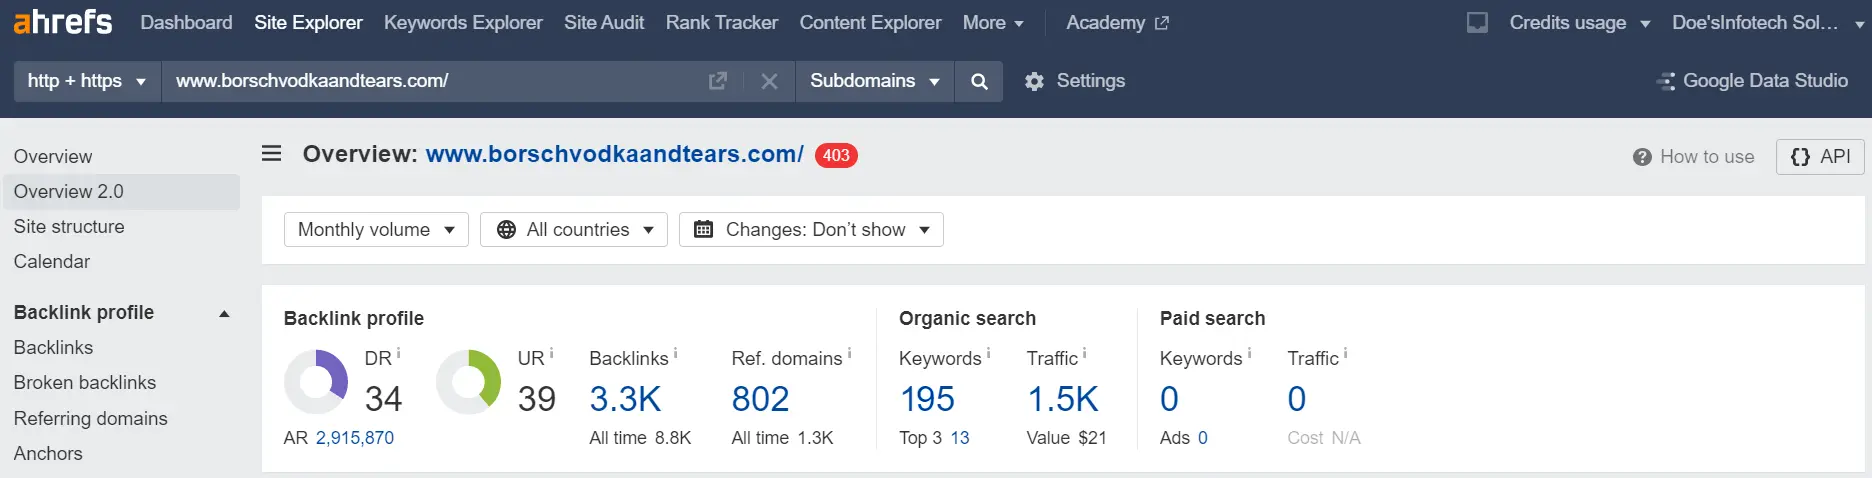 ahrefs Dashboard Site Explorer Keywords Explorer Site Audit Rank Tracker Content Explorer More Academy Credits usage Doe'sInfotech Sol...
http + https www.borschvodkaandtears.com/ Subdomains Settings Google Data Studio
Overview
Overview 2.0
Site structure
Calendar
Backlink profile
Backlinks
Broken backlinks
Referring domains
Anchors
Overview: www.borschvodkaandtears.com/ 403
How to use {} API
Monthly volume All countries Changes: Don't show
Backlink profile
DR UR Backlinks Ref. domains
34 39 3.3K 802
AR 2,915,870 All time 8.8K All time 1.3K
Organic search
Keywords Traffic
195 1.5K
Top 3 13 Value $21
Paid search
Keywords Traffic
0 0
Ads 0 Cost N/A